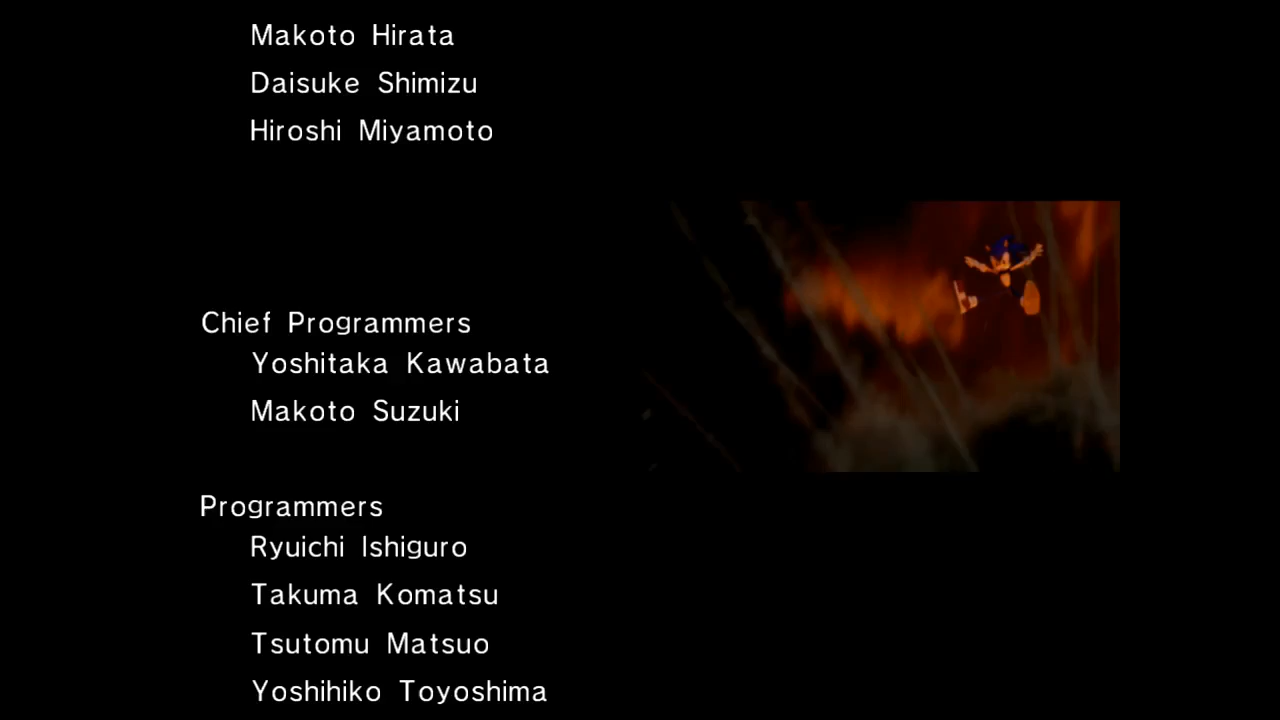 Makoto Hirata
Daisuke Shimizu
Hiroshi Miyamoto
Chief Programmers
Yoshitaka Kawabata
Makoto Suzuki
Programmers
Ryuichi Ishiguro
Takuma Komatsu
Tsutomu Matsuo
Yoshihiko Toyoshima